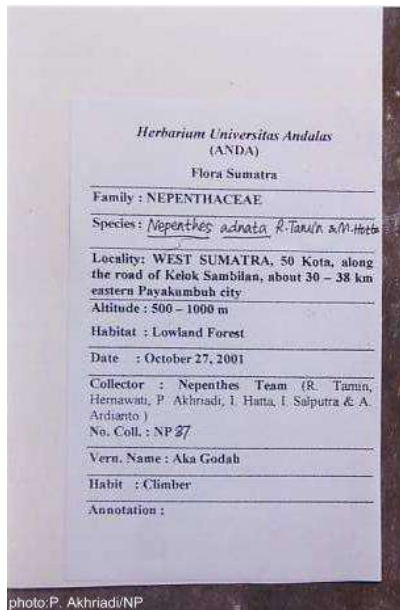 Herbarium Universitas Andalas
(ANDA)
Flora Sumatra
Family : NEPENTHACEAE
Species : Nepenthes adnata R.Tamin & M.Hotta
Locality: WEST SUMATRA, 50 Kota, along
the road of Kelok Sambilan, about 30 – 38 km
eastern Payakumbuh city
Altitude : 500 – 1000 m
Habitat : Lowland Forest
Date : October 27, 2001
Collector : Nepenthes Team (R. Tamin,
Hernawati, P. Akhriadi, I. Hatta, I. Salputra & A.
Ardianto )
No. Coll. : NP 37
Vern. Name : Aka Godah
Habit : Climber
Annotation :
photo:P. Akhriadi/NP